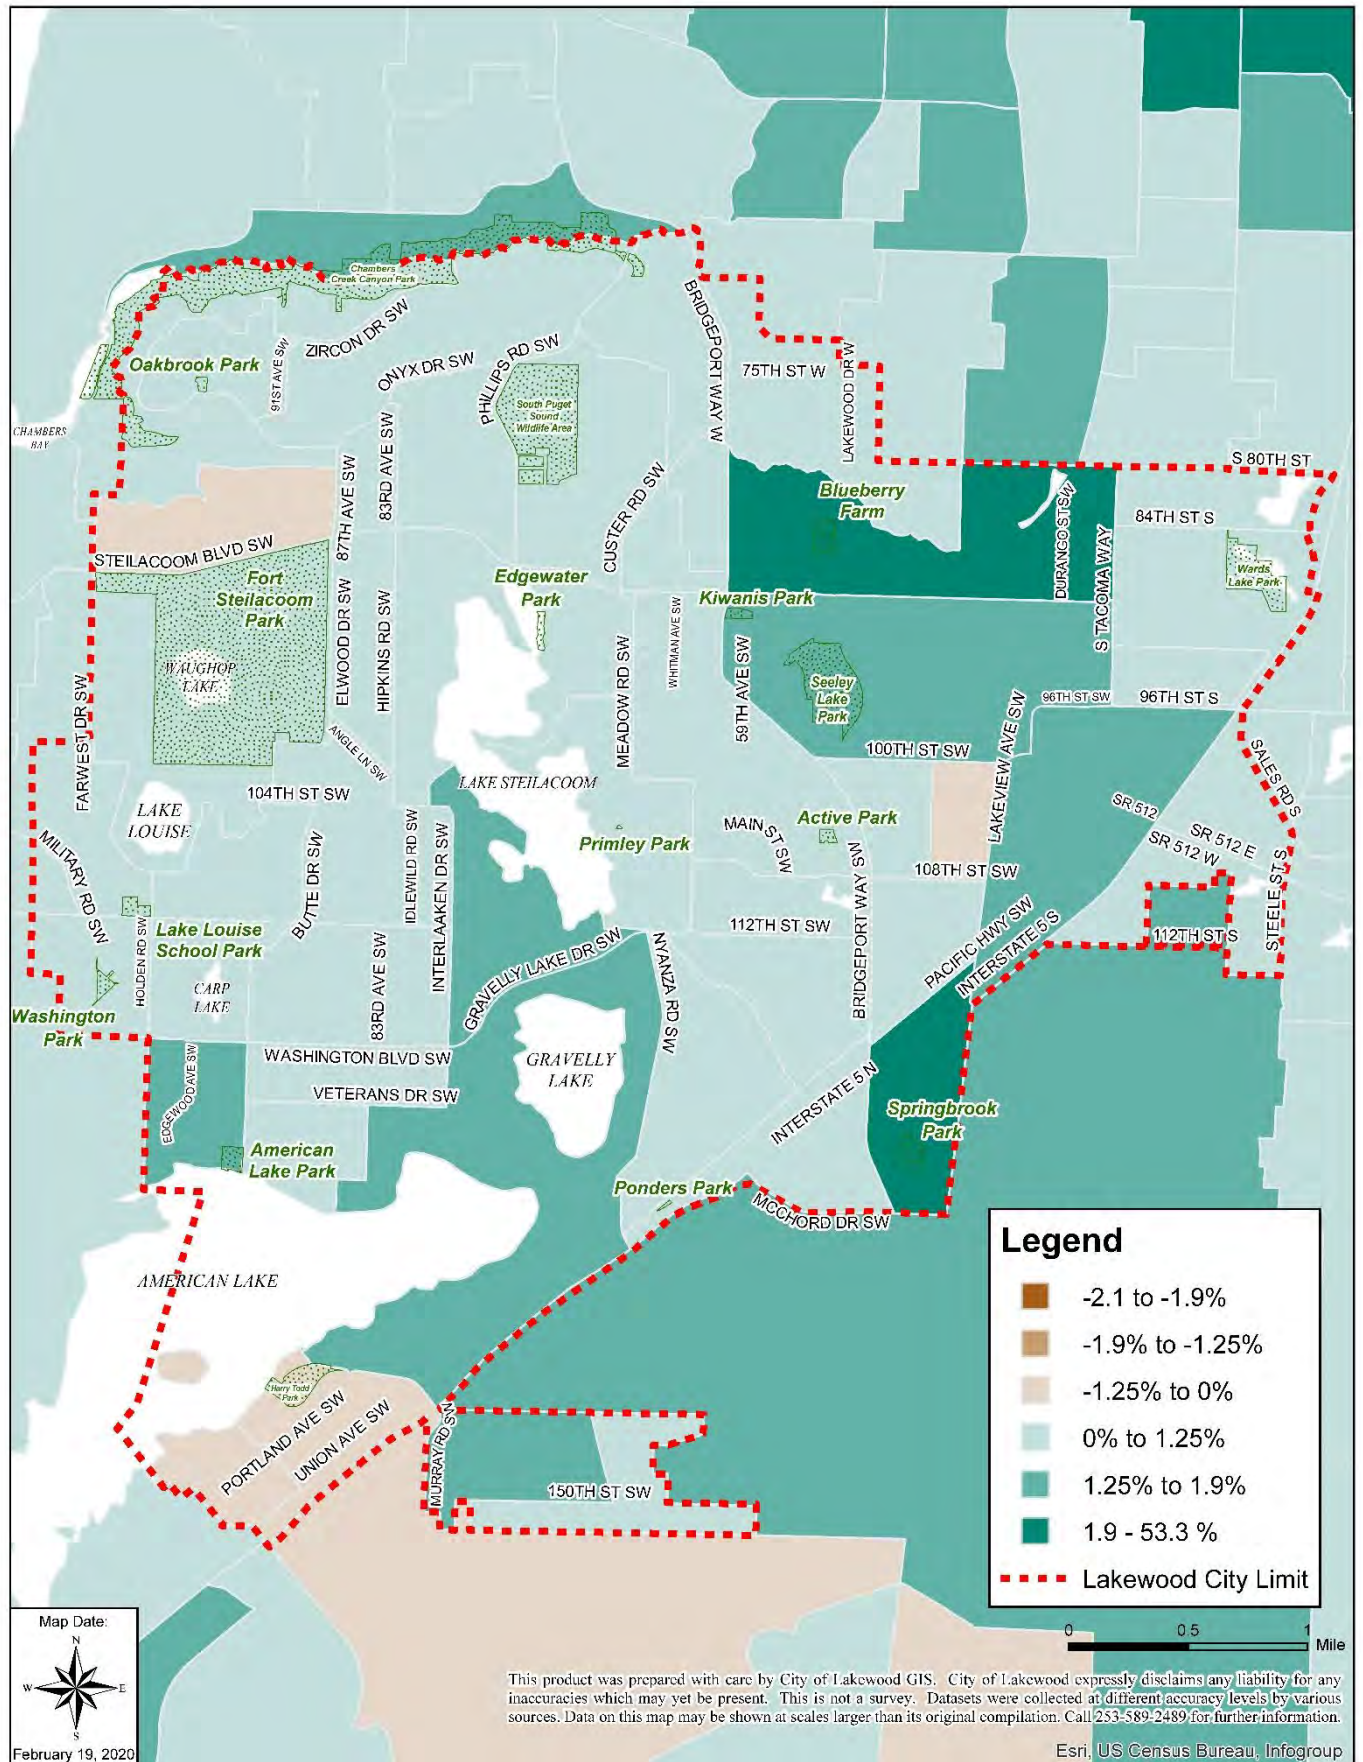 Chambers
Creek Canyon Park
ZIRCON DR SW
Oakbrook Park
91ST AVE SW
ONYX DR SW
PHILLIPS RD SW
BRIDGEPORT WAY W
75TH ST W
LAKEWOOD DR W
South Puget
Sound
Wildlife Area
CHAMBERS
BAY
83RD AVE SW
87TH AVE SW
CUSTER RD SW
S 80TH ST
Blueberry
Farm
DURANGO ST SW
84TH ST S
S TACOMA WAY
STEILACOOM BLVD SW
Fort
Steilacoom
Park
Edgewater
Park
Wards
Lake Park
Kiwanis Park
ELWOOD DR SW
HIPKINS RD SW
WHITMAN AVE SW
MEADOW RD SW
59TH AVE SW
WAUGHOP
LAKE
Seeley
Lake
Park
96TH ST SW
96TH ST S
FARWEST DR SW
ANGLE LN SW
100TH ST SW
LAKEVIEW AVE SW
SALES RD S
LAKE STEILACOOM
104TH ST SW
LAKE
LOUISE
SR 512
SR 512 E
SR 512 W
Active Park
MAIN ST SW
Primley Park
MILITARY RD SW
BUTTE DR SW
IDLEWILD RD SW
INTERLAAKEN DR SW
BRIDGEPORT WAY SW
108TH ST SW
STEELE ST S
Lake Louise
School Park
HOLDEN RD SW
112TH ST SW
112TH ST S
PACIFIC HWY SW
INTERSTATE 5 S
GRAVELLY LAKE DR SW
NYANZA RD SW
83RD AVE SW
CARP
LAKE
Washington
Park
WASHINGTON BLVD SW
GRAVELLY
LAKE
EDGEWOOD AVE SW
VETERANS DR SW
INTERSTATE 5 N
Springbrook
Park
American
Lake Park
Ponders Park
MCCHORD DR SW
AMERICAN LAKE
Harry Todd
Park
PORTLAND AVE SW
UNION AVE SW
MURRAY RD SW
150TH ST SW
Legend
-2.1 to -1.9%
-1.9% to -1.25%
-1.25% to 0%
0% to 1.25%
1.25% to 1.9%
1.9 - 53.3 %
Lakewood City Limit
0 0.5 1
Mile
Map Date:
N
W E
S
February 19, 2020
This product was prepared with care by City of Lakewood GIS. City of Lakewood expressly disclaims any liability for any
inaccuracies which may yet be present. This is not a survey. Datasets were collected at different accuracy levels by various
sources. Data on this map may be shown at scales larger than its original compilation. Call 253-589-2489 for further information.
Esri, US Census Bureau, Infogroup